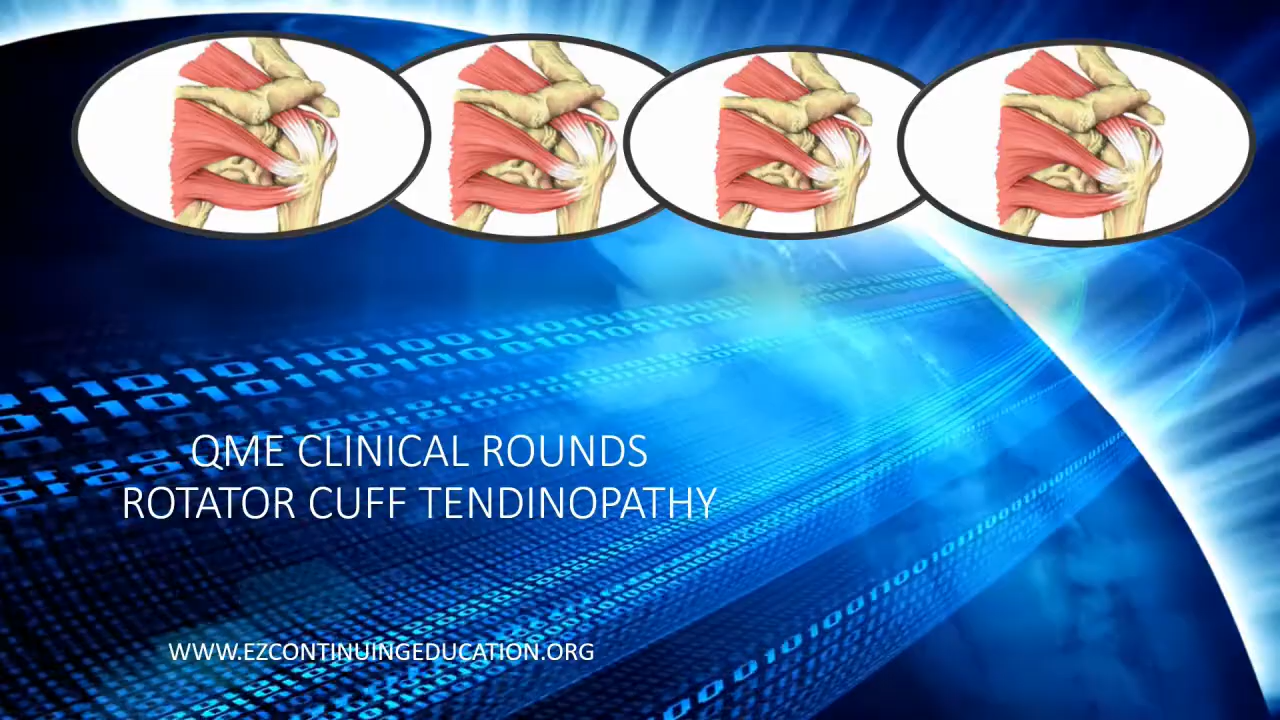 QME CLINICAL ROUNDS
ROTATOR CUFF TENDINOPATHY
WWW.EZCONTINUINGEDUCATION.ORG